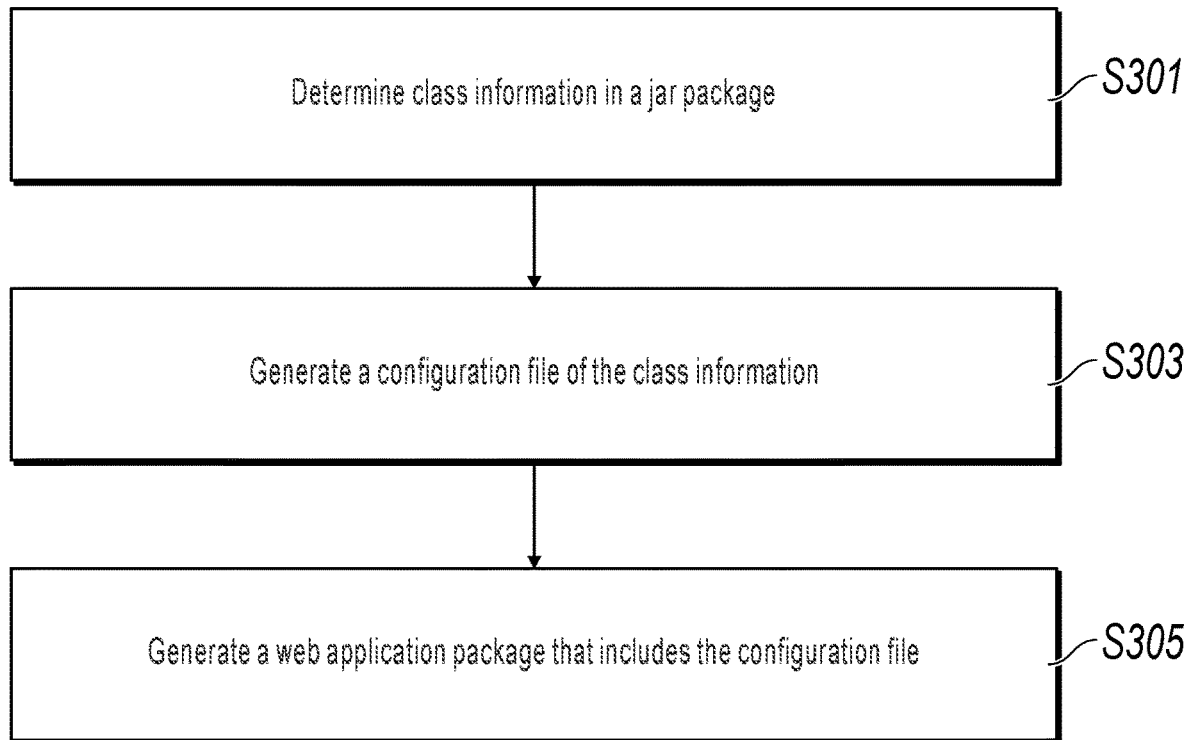 Determine class information in a jar package
S301
Generate a configuration file of the class information
S303
Generate a web application package that includes the configuration file
S305